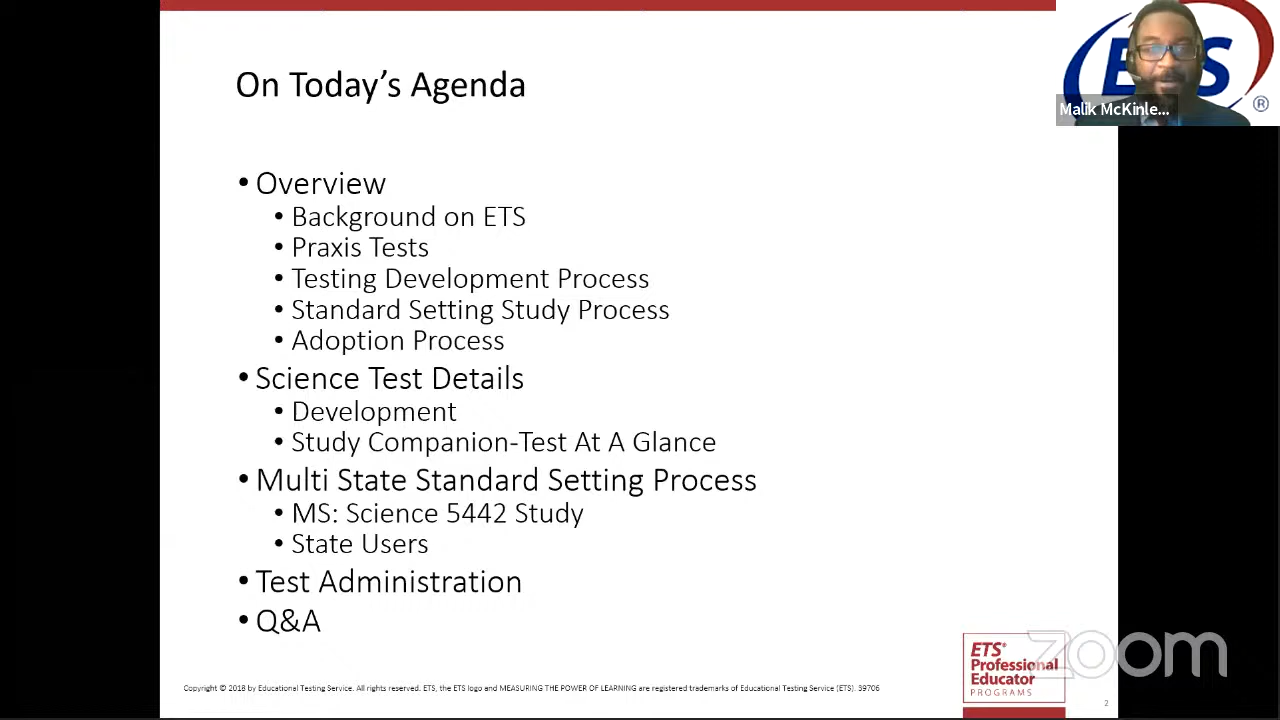 On Today's Agenda
ETS
®
Malik McKinle...
• Overview
• Background on ETS
• Praxis Tests
• Testing Development Process
• Standard Setting Study Process
• Adoption Process
• Science Test Details
• Development
• Study Companion-Test At A Glance
• Multi State Standard Setting Process
• MS: Science 5442 Study
• State Users
• Test Administration
• Q&A
ETS®
Professional
Educator
PROGRAMS
zoom
Copyright © 2018 by Educational Testing Service. All rights reserved. ETS, the ETS logo and MEASURING THE POWER OF LEARNING are registered trademarks of Educational Testing Service (ETS). 39706
2